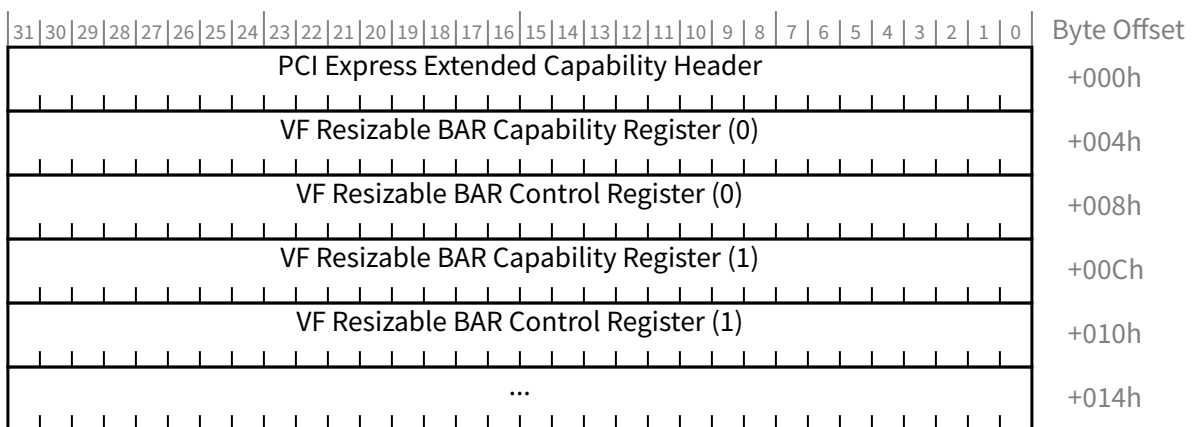 31 30 29 28 27 26 25 24 23 22 21 20 19 18 17 16 15 14 13 12 11 10 9 8 7 6 5 4 3 2 1 0 Byte Offset
PCI Express Extended Capability Header +000h
VF Resizable BAR Capability Register (0) +004h
VF Resizable BAR Control Register (0) +008h
VF Resizable BAR Capability Register (1) +00Ch
VF Resizable BAR Control Register (1) +010h
... +014h